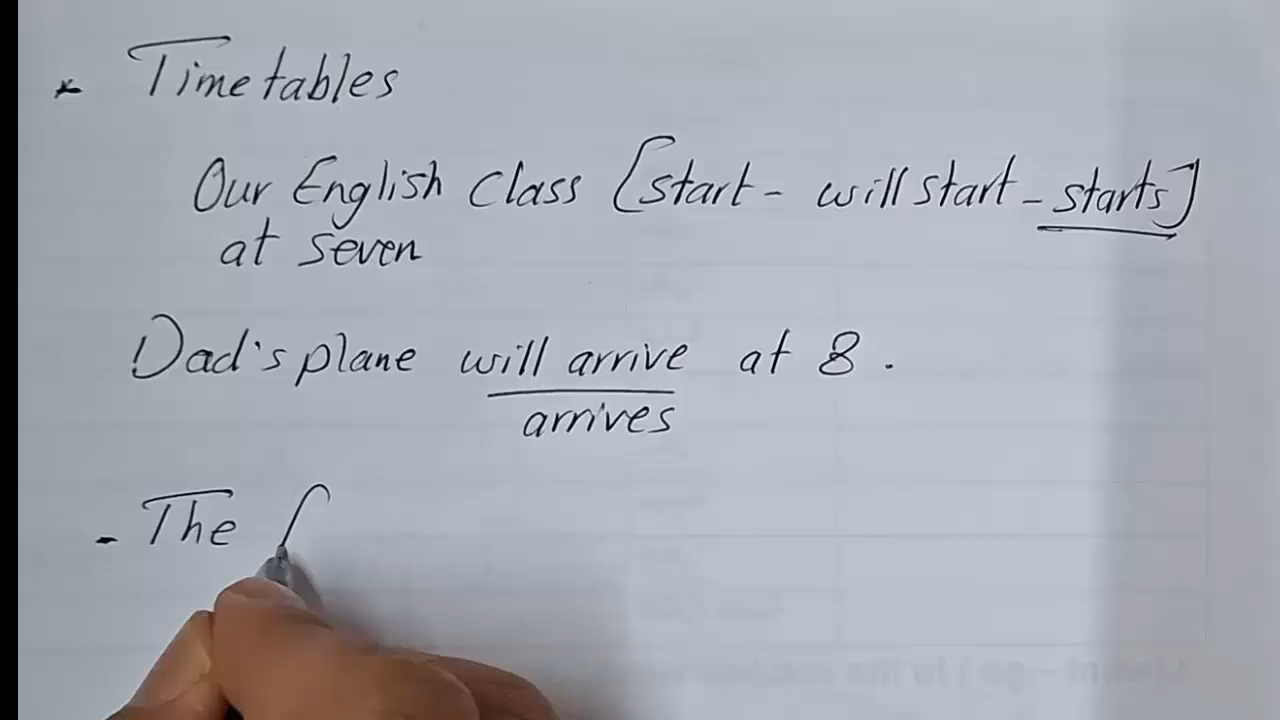 * Timetables
Our English Class [start - will start - starts]
at seven
Dad's plane will arrive at 8.
arrives
- The f